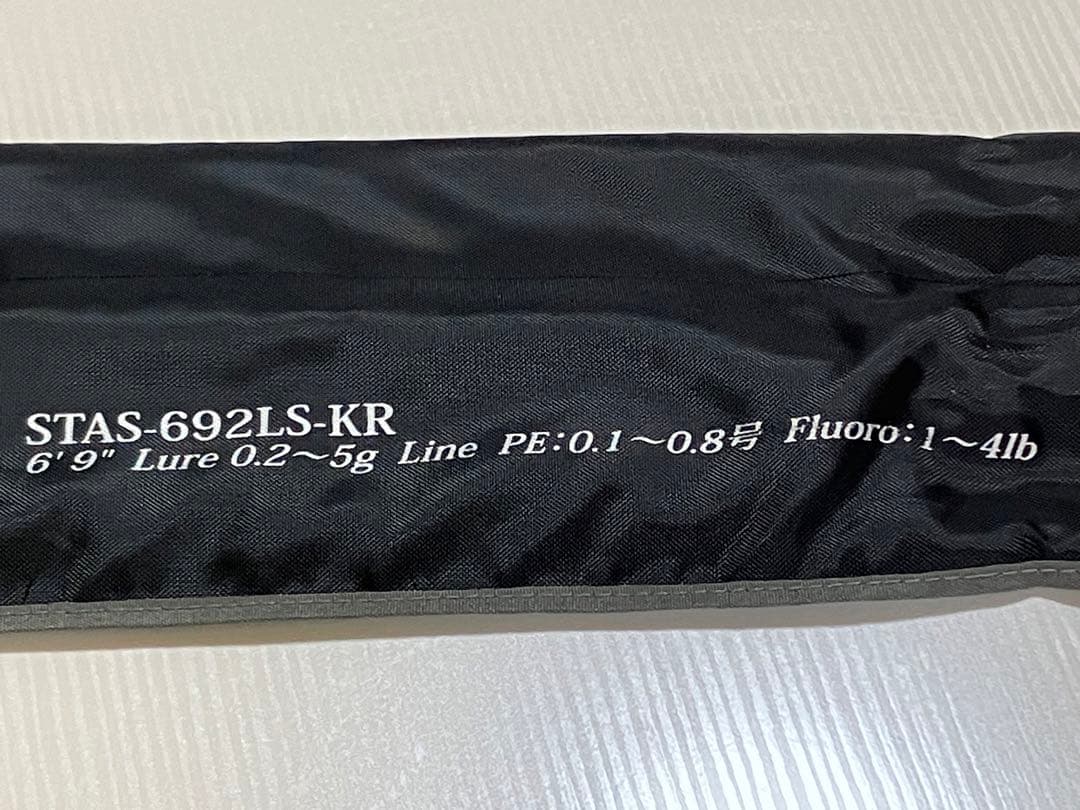 STAS-692LS-KR
6'9" Lure 0.2～5g Line PE:0.1～0.8号 Fluoro:1～4lb